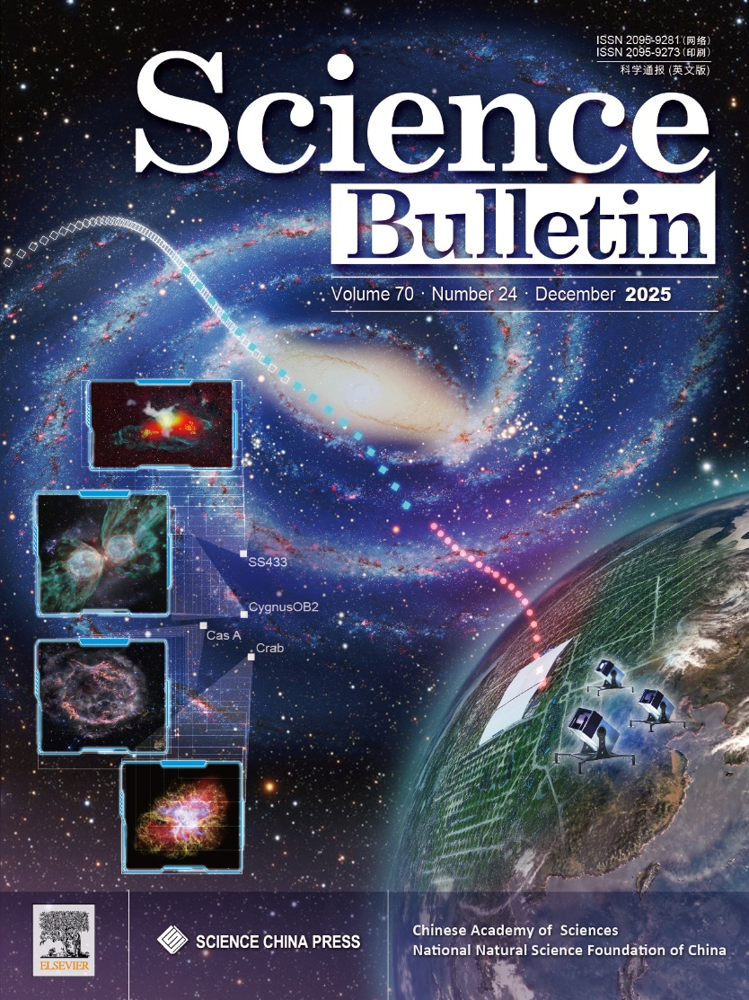 ISSN 2095-9281(网络)
ISSN 2095-9273(印刷)
科学通报 (英文版)
Science
Bulletin
Volume 70 · Number 24 · December 2025
SS433
CygnusOB2
Cas A
Crab
ELSEVIER
SCIENCE CHINA PRESS
Chinese Academy of Sciences
National Natural Science Foundation of China